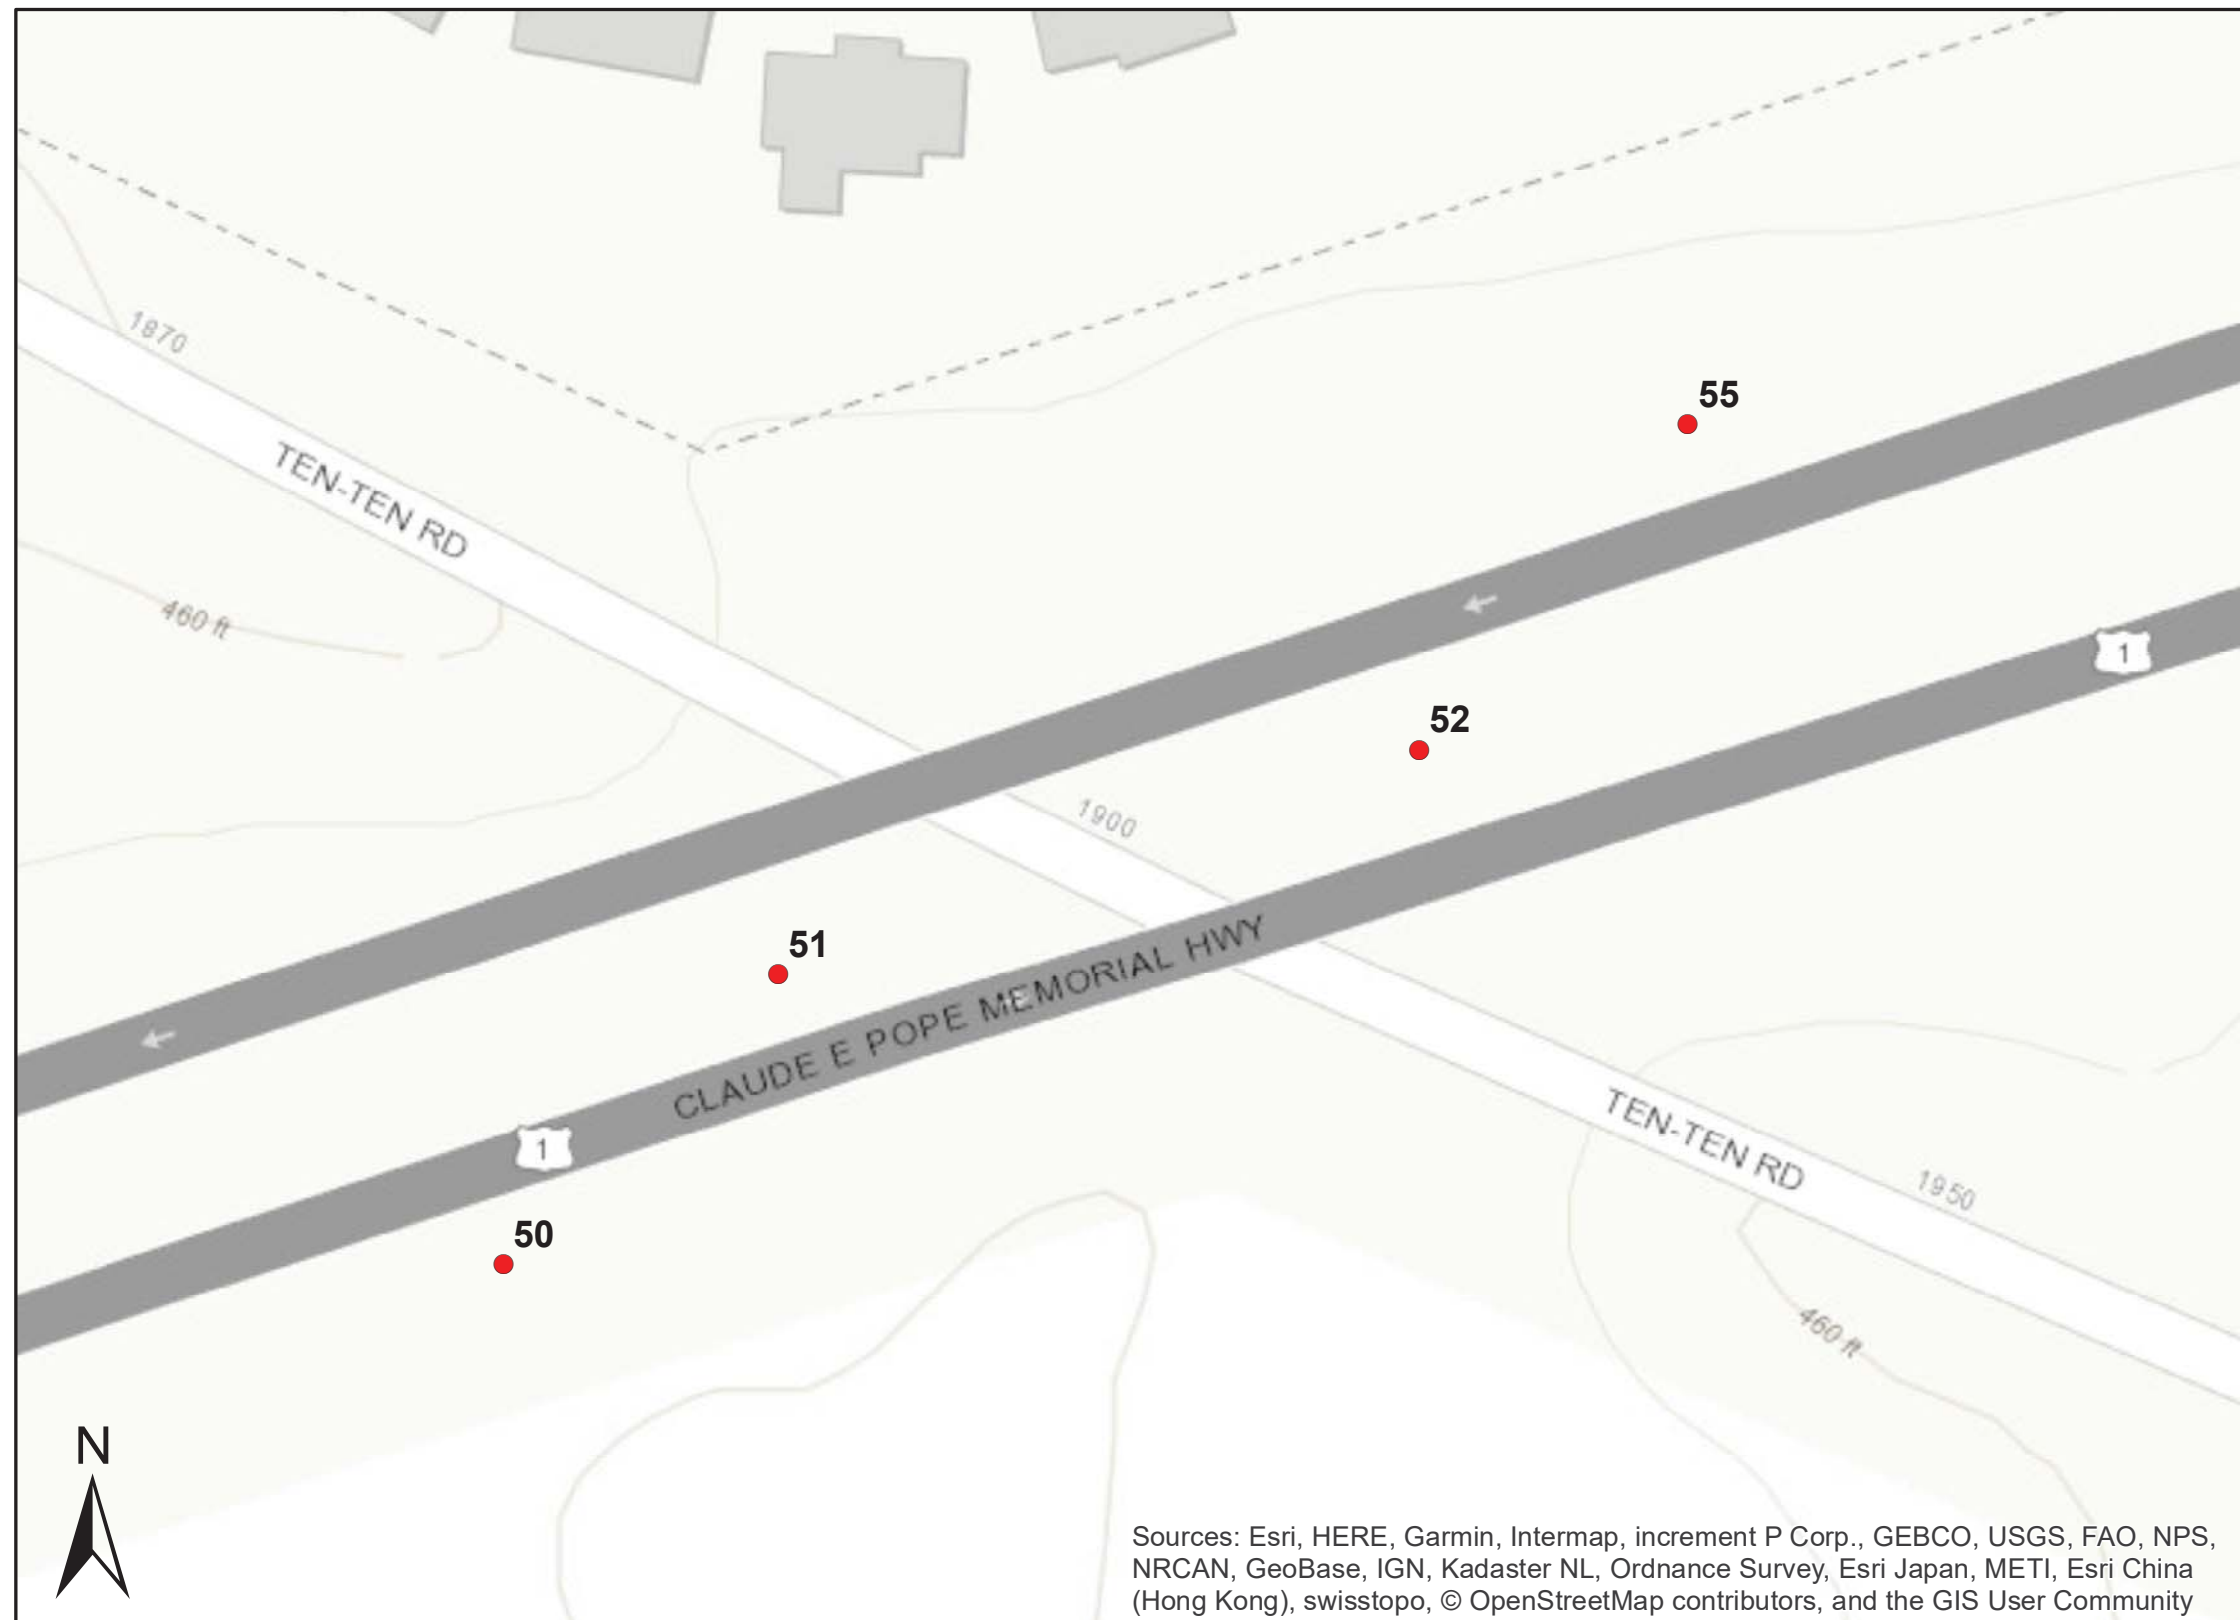 1870
TEN-TEN RD
55
460 ft
1
52
1900
51
CLAUDE E POPE MEMORIAL HWY
1
TEN-TEN RD
1950
50
460 ft
N
Sources: Esri, HERE, Garmin, Intermap, increment P Corp., GEBCO, USGS, FAO, NPS,
NRCAN, GeoBase, IGN, Kadaster NL, Ordnance Survey, Esri Japan, METI, Esri China
(Hong Kong), swisstopo, © OpenStreetMap contributors, and the GIS User Community